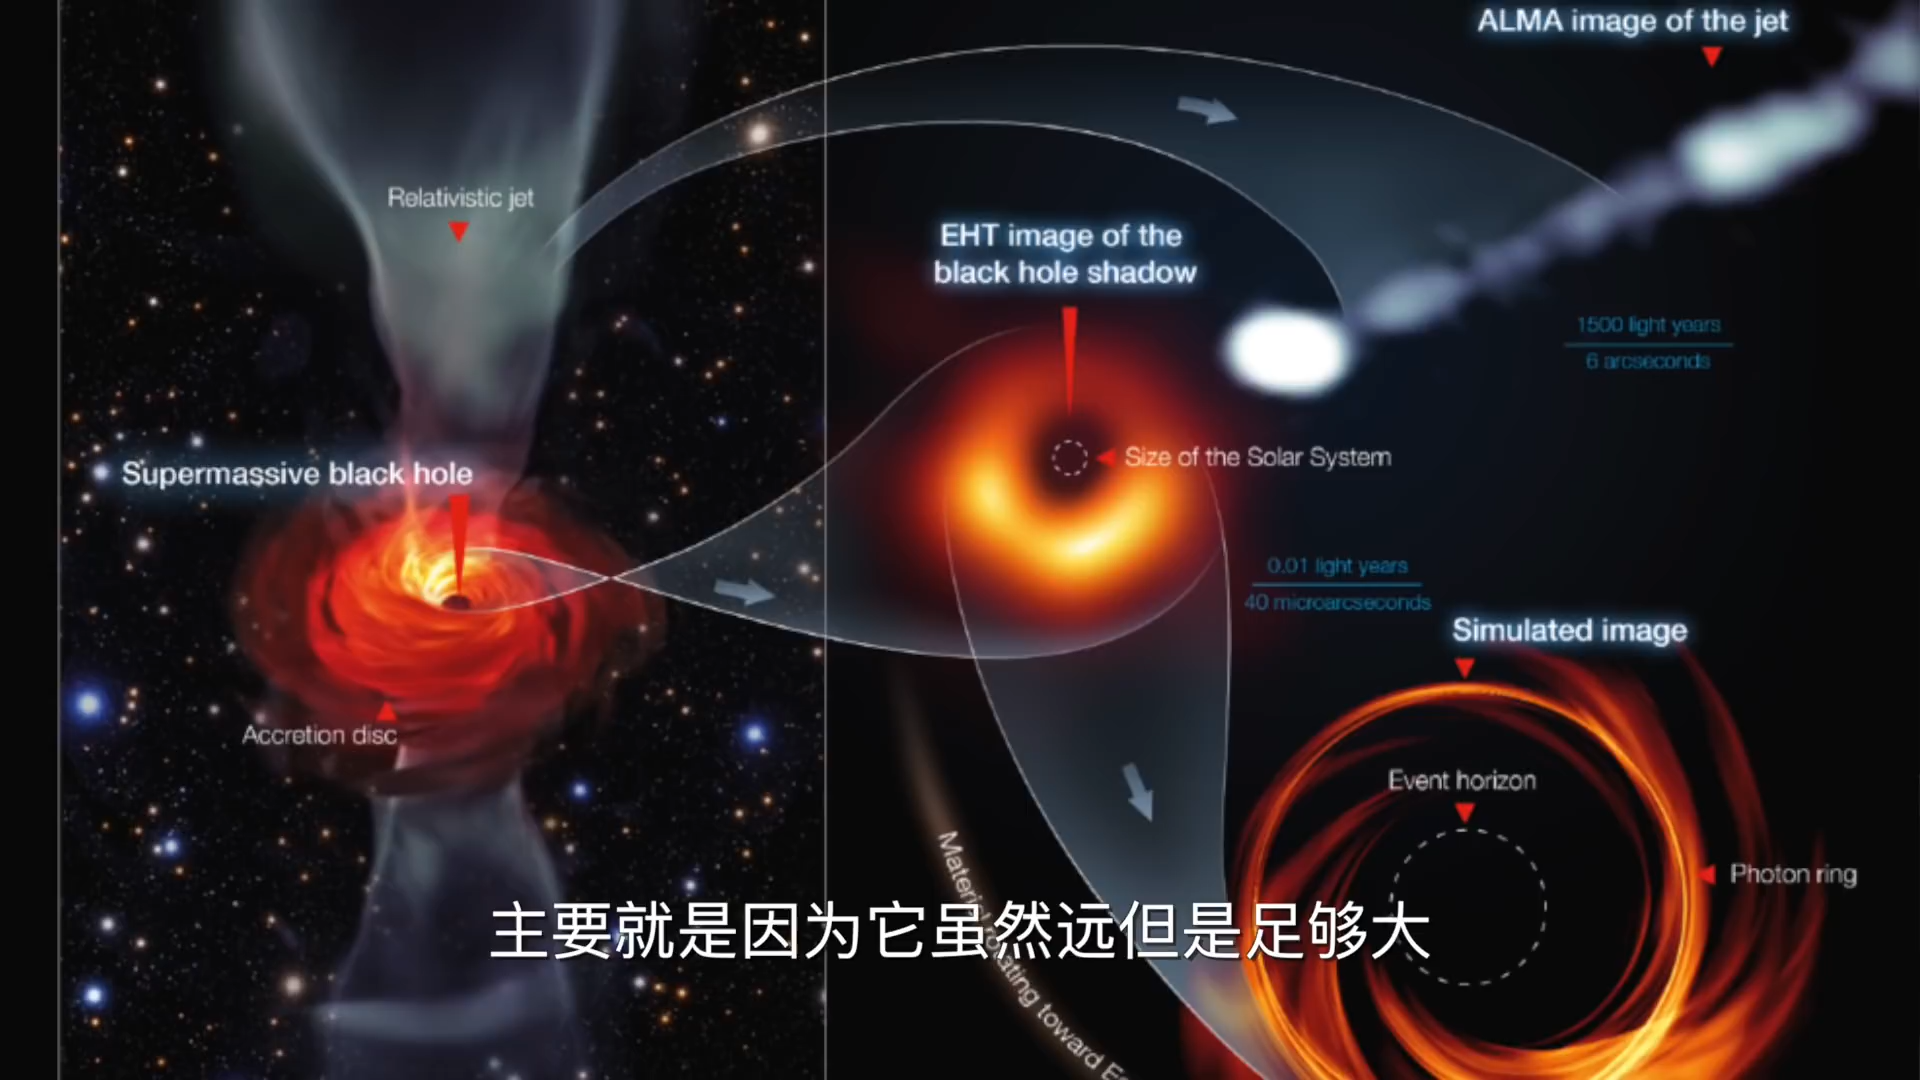 ALMA image of the jet
Relativistic jet
EHT image of the
black hole shadow
1500 light years
6 arcseconds
Size of the Solar System
Supermassive black hole
0.01 light years
40 microarcseconds
Simulated image
Accretion disc
Event horizon
Photon ring
toward
主要就是因为它虽然远但是足够大